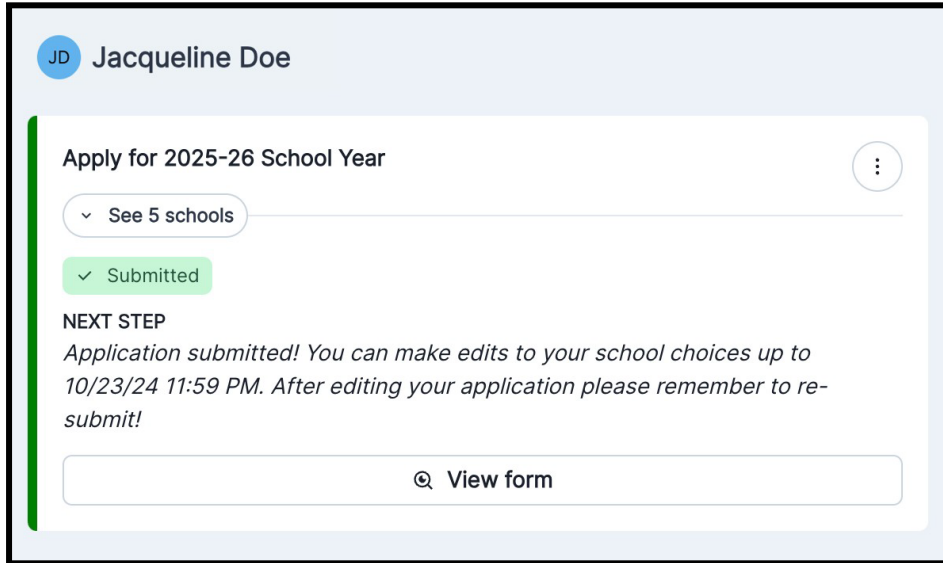 JD Jacqueline Doe
Apply for 2025-26 School Year
See 5 schools
Submitted
NEXT STEP
Application submitted! You can make edits to your school choices up to
10/23/24 11:59 PM. After editing your application please remember to re-
submit!
View form